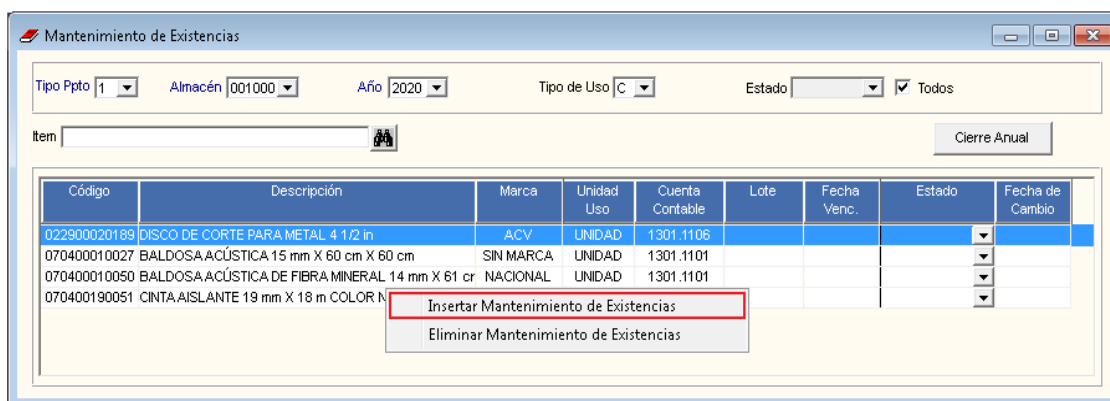 Mantenimiento de Existencias
Tipo Ppto 1 Almacén 001000 Año 2020 Tipo de Uso C Estado Todos
Item Cierre Anual
Código Descripción Marca Unidad Uso Cuenta Contable Lote Fecha Venc. Estado Fecha de Cambio
022900020189 DISCO DE CORTE PARA METAL 4 1/2 in ACV UNIDAD 1301.1106
070400010027 BALDOSA ACÚSTICA 15 mm X 60 cm X 60 cm SIN MARCA UNIDAD 1301.1101
070400010050 BALDOSA ACÚSTICA DE FIBRA MINERAL 14 mm X 61 cr NACIONAL UNIDAD 1301.1101
070400190051 CINTA AISLANTE 19 mm X 18 m COLOR N
Insertar Mantenimiento de Existencias
Eliminar Mantenimiento de Existencias